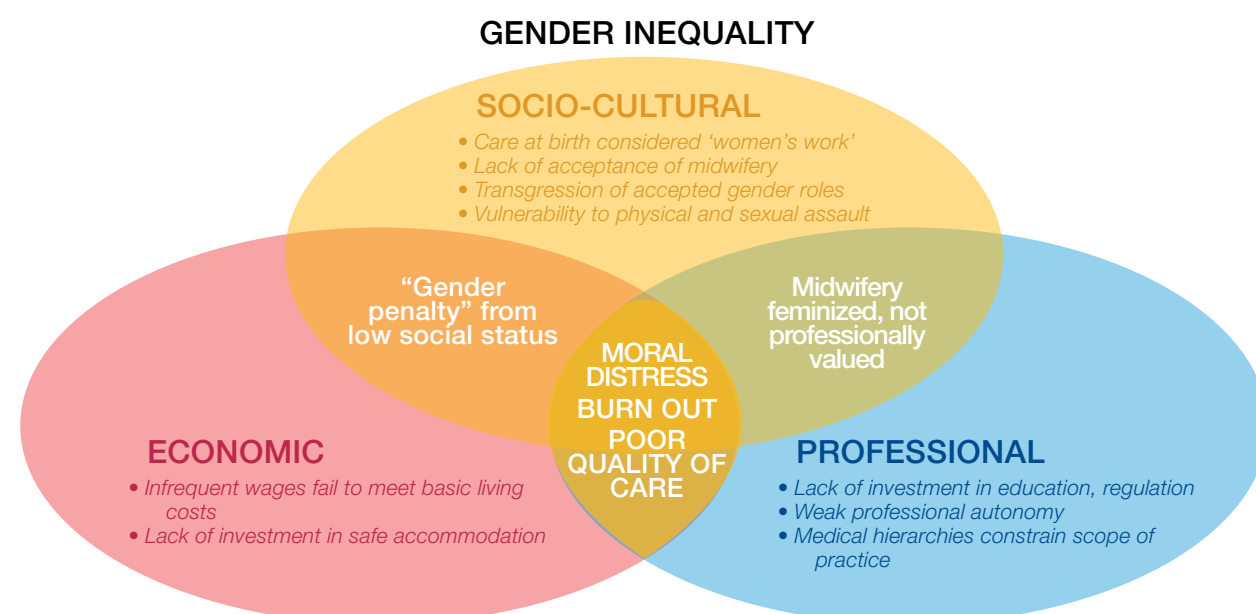 GENDER INEQUALITY
SOCIO-CULTURAL
• Care at birth considered ‘women’s work’
• Lack of acceptance of midwifery
• Transgression of accepted gender roles
• Vulnerability to physical and sexual assault
“Gender
penalty” from
low social status
Midwifery
feminized, not
professionally
valued
MORAL
DISTRESS
BURN OUT
POOR
QUALITY OF
CARE
ECONOMIC
• Infrequent wages fail to meet basic living
costs
• Lack of investment in safe accommodation
PROFESSIONAL
• Lack of investment in education, regulation
• Weak professional autonomy
• Medical hierarchies constrain scope of
practice